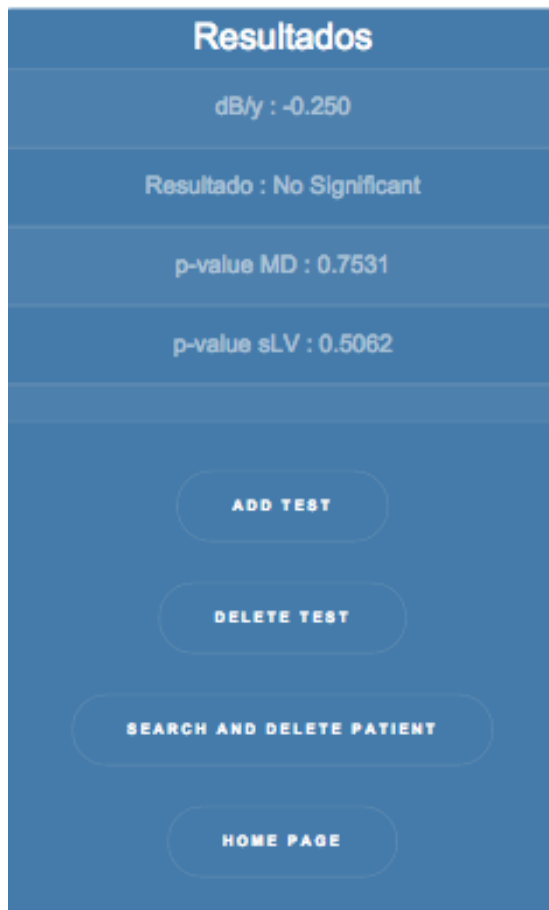 Resultados
dB/y : -0.250
Resultado : No Significant
p-value MD : 0.7531
p-value sLV : 0.5062
ADD TEST
DELETE TEST
SEARCH AND DELETE PATIENT
HOME PAGE